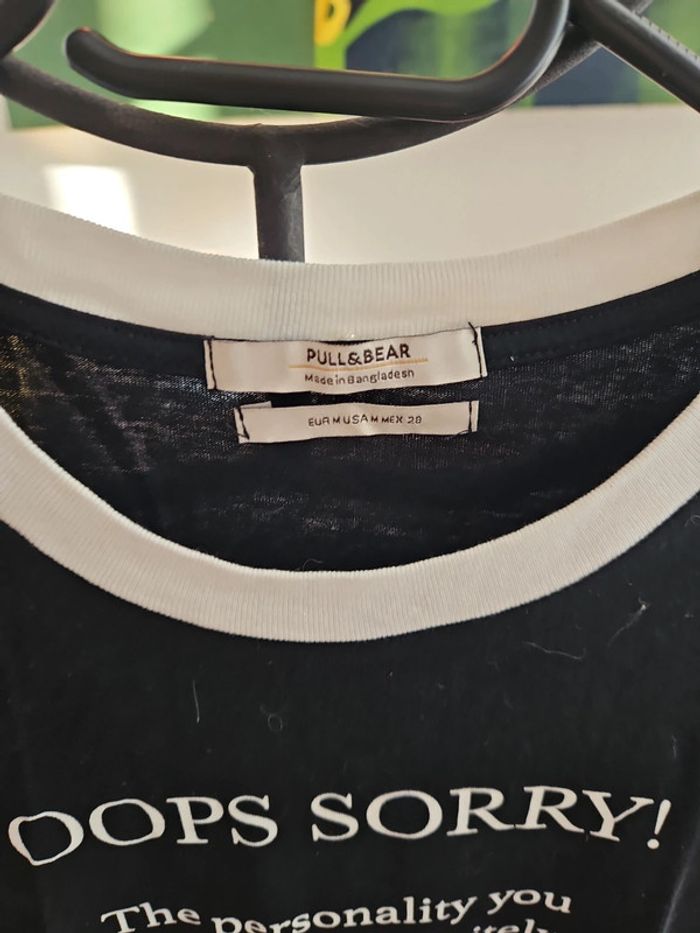 PULL&BEAR
Made in Bangladesh
EUR M USA M MEX 28
OOPS SORRY!
The personality you